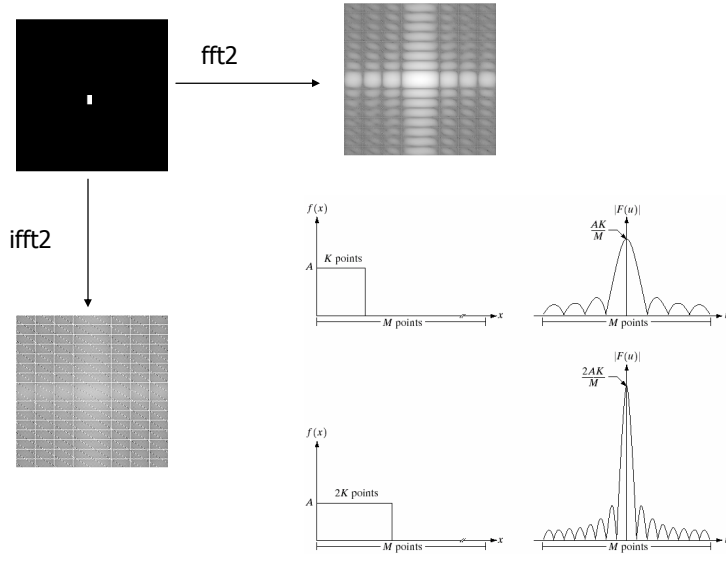 fft2
ifft2
f(x)
A
K points
x
M points
|F(u)|
AK
M
M points
f(x)
A
2K points
x
M points
|F(u)|
2AK
M
M points